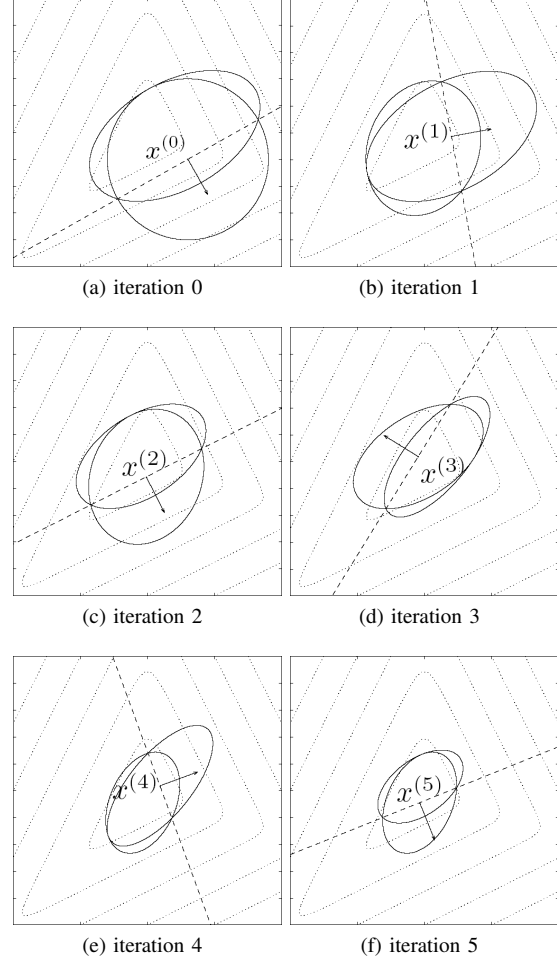 x^{(0)}
x^{(1)}
(a) iteration 0
(b) iteration 1
x^{(2)}
x^{(3)}
(c) iteration 2
(d) iteration 3
x^{(4)}
x^{(5)}
(e) iteration 4
(f) iteration 5